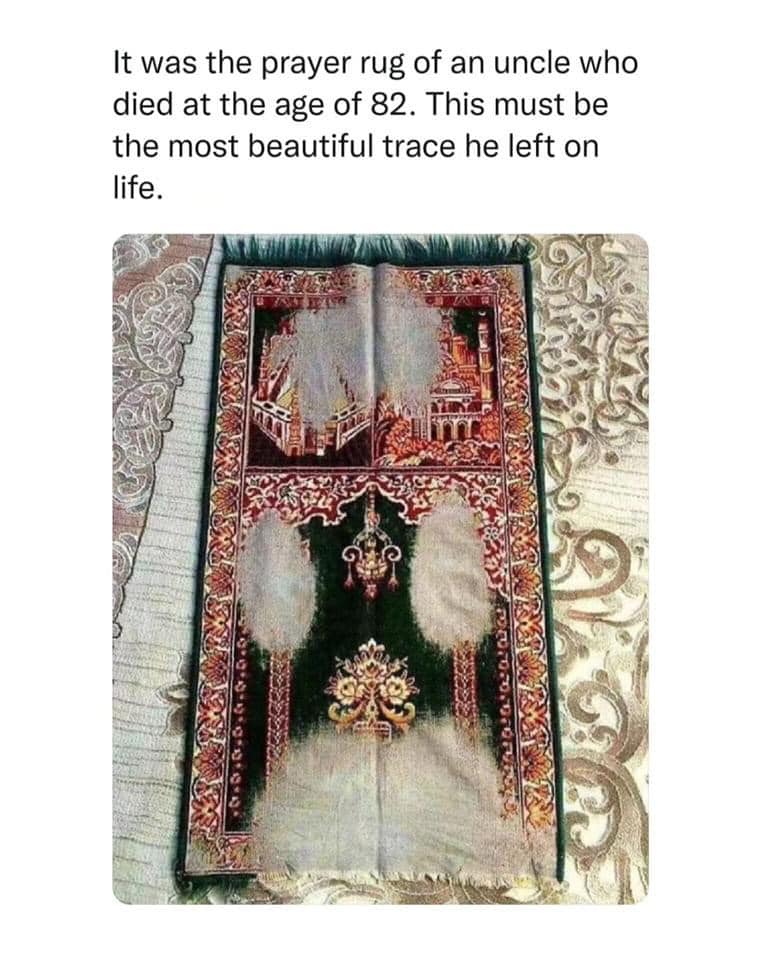 It was the prayer rug of an uncle who
died at the age of 82. This must be
the most beautiful trace he left on
life.